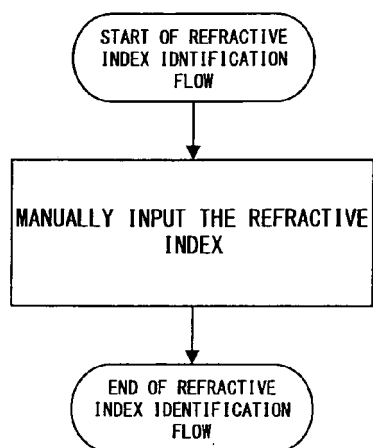 START OF REFRACTIVE
INDEX IDNTIFICATION
FLOW
MANUALLY INPUT THE REFRACTIVE
INDEX
END OF REFRACTIVE
INDEX IDENTIFICATION
FLOW